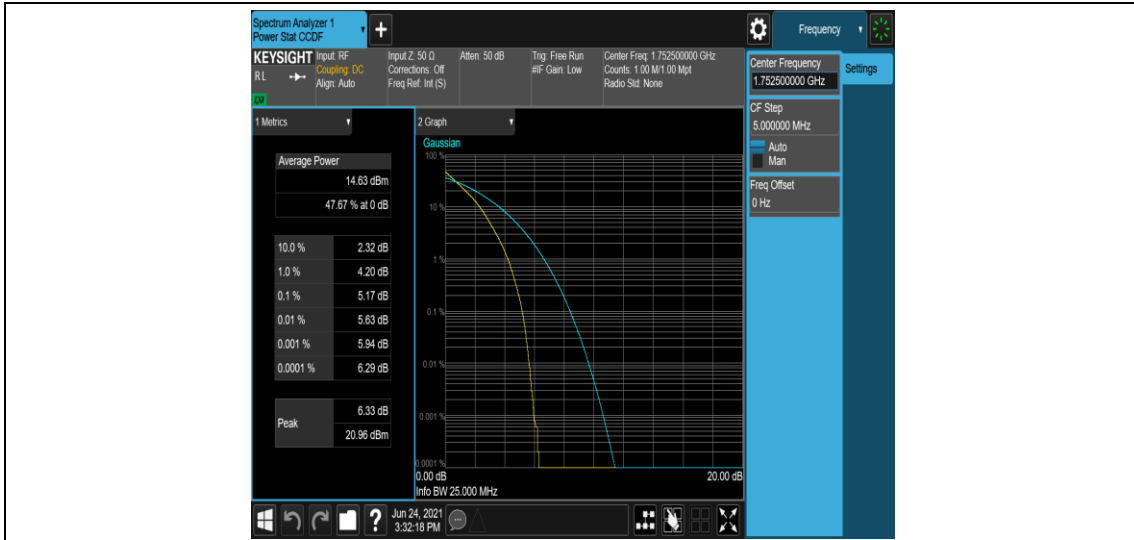 Spectrum Analyzer 1
Power Stat CCDF
+
Frequency
KEYSIGHT
RL
LXI
Input: RF
Coupling: DC
Align: Auto
Input Z: 50 Ω
Corrections: Off
Freq Ref: Int (S)
Atten: 50 dB
Trig: Free Run
#IF Gain: Low
Center Freq: 1.752500000 GHz
Counts: 1.00 M/1.00 Mpt
Radio Std: None
Center Frequency
1.752500000 GHz
Settings
CF Step
5.000000 MHz
Auto
Man
Freq Offset
0 Hz
1 Metrics
Average Power
14.63 dBm
47.67 % at 0 dB
10.0 % 2.32 dB
1.0 % 4.20 dB
0.1 % 5.17 dB
0.01 % 5.63 dB
0.001 % 5.94 dB
0.0001 % 6.29 dB
Peak 6.33 dB
20.96 dBm
2 Graph
Gaussian
100 %
10 %
1 %
0.1 %
0.01 %
0.001 %
0.0001 %
0.00 dB 20.00 dB
Info BW 25.000 MHz
?
Jun 24, 2021
3:32:18 PM